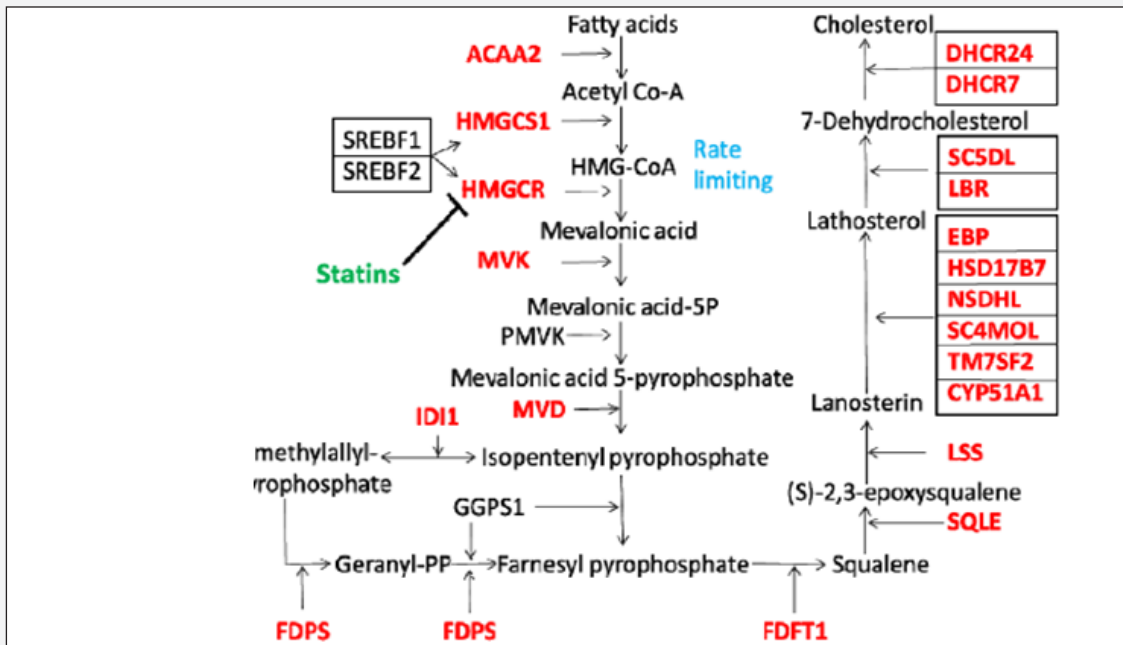 Fatty acids
ACAA2
Acetyl Co-A
HMGCS1
SREBF1
SREBF2
HMG-CoA
Rate
limiting
HMGCR
Mevalonic acid
Statins
MVK
Mevalonic acid-5P
PMVK
Mevalonic acid 5-pyrophosphate
MVD
IDI1
methylallyl-
rophosphate
Isopentenyl pyrophosphate
GGPS1
Geranyl-PP
Farnesyl pyrophosphate
Squalene
FDPS
FDPS
FDFT1
Cholesterol
DHCR24
DHCR7
7-Dehydrocholesterol
SC5DL
LBR
Lathosterol
EBP
HSD17B7
NSDHL
SC4MOL
TM7SF2
CYP51A1
Lanosterin
LSS
(S)-2,3-epoxysqualene
SQLE